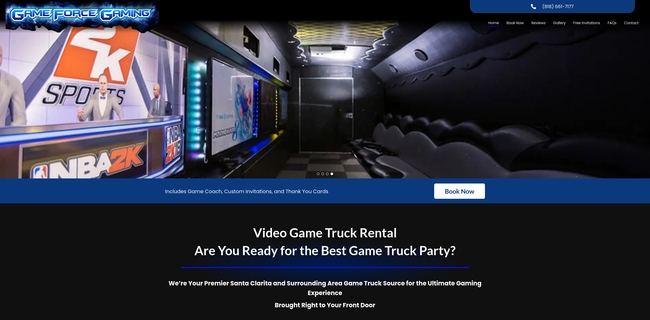 GAME FORCE GAMING
(818) 661-7177
Home Book Now Reviews Gallery Free Invitations FAQs Contact
2K
SPORTS
NBA2K
Includes Game Coach, Custom Invitations, and Thank You Cards
Book Now
Video Game Truck Rental
Are You Ready for the Best Game Truck Party?
We're Your Premier Santa Clarita and Surrounding Area Game Truck Source for the Ultimate Gaming
Experience
Brought Right to Your Front Door